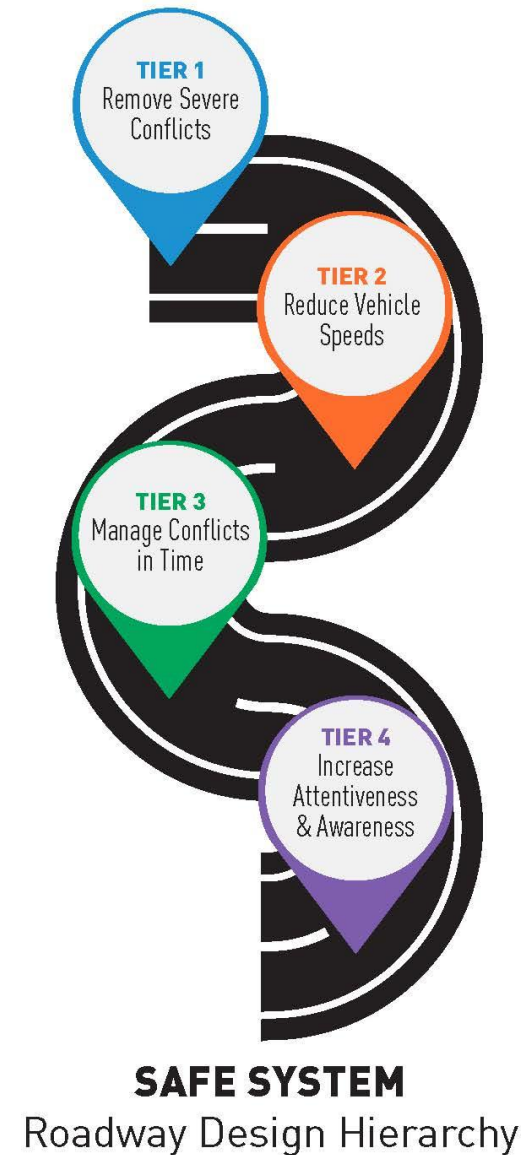 TIER 1
Remove Severe
Conflicts
TIER 2
Reduce Vehicle
Speeds
TIER 3
Manage Conflicts
in Time
TIER 4
Increase
Attentiveness
& Awareness
SAFE SYSTEM
Roadway Design Hierarchy